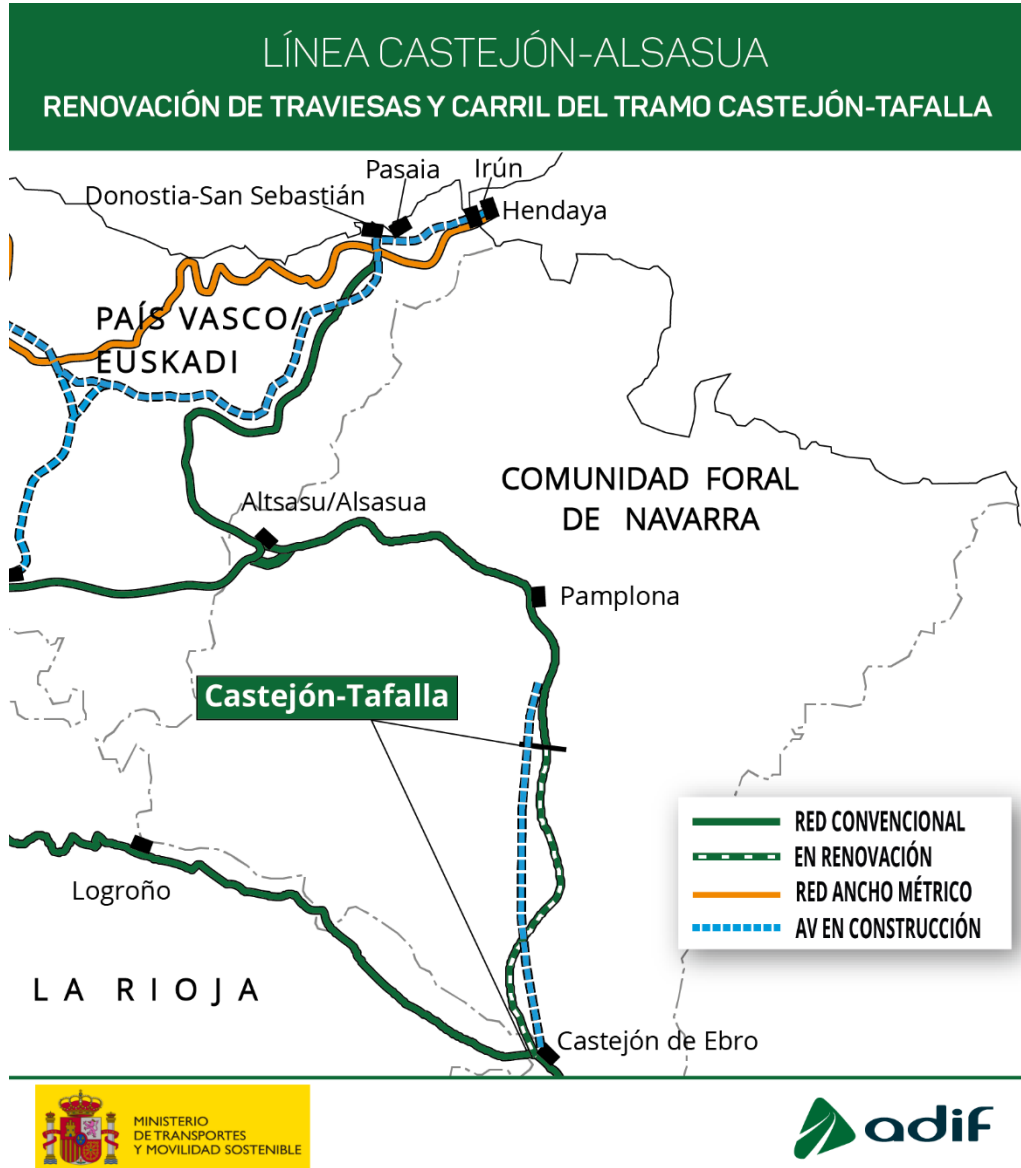 LÍNEA CASTEJÓN-ALSASUA
RENOVACIÓN DE TRAVIESAS Y CARRIL DEL TRAMO CASTEJÓN-TAFALLA
Pasaia
Irún
Donostia-San Sebastián
Hendaya
PAÍS VASCO/
EUSKADI
COMUNIDAD FORAL
DE NAVARRA
Altsasu/Alsasua
Pamplona
Castejón-Tafalla
RED CONVENCIONAL
EN RENOVACIÓN
RED ANCHO MÉTRICO
AV EN CONSTRUCCIÓN
Logroño
LA RIOJA
Castejón de Ebro
MINISTERIO
DE TRANSPORTES
Y MOVILIDAD SOSTENIBLE
adif